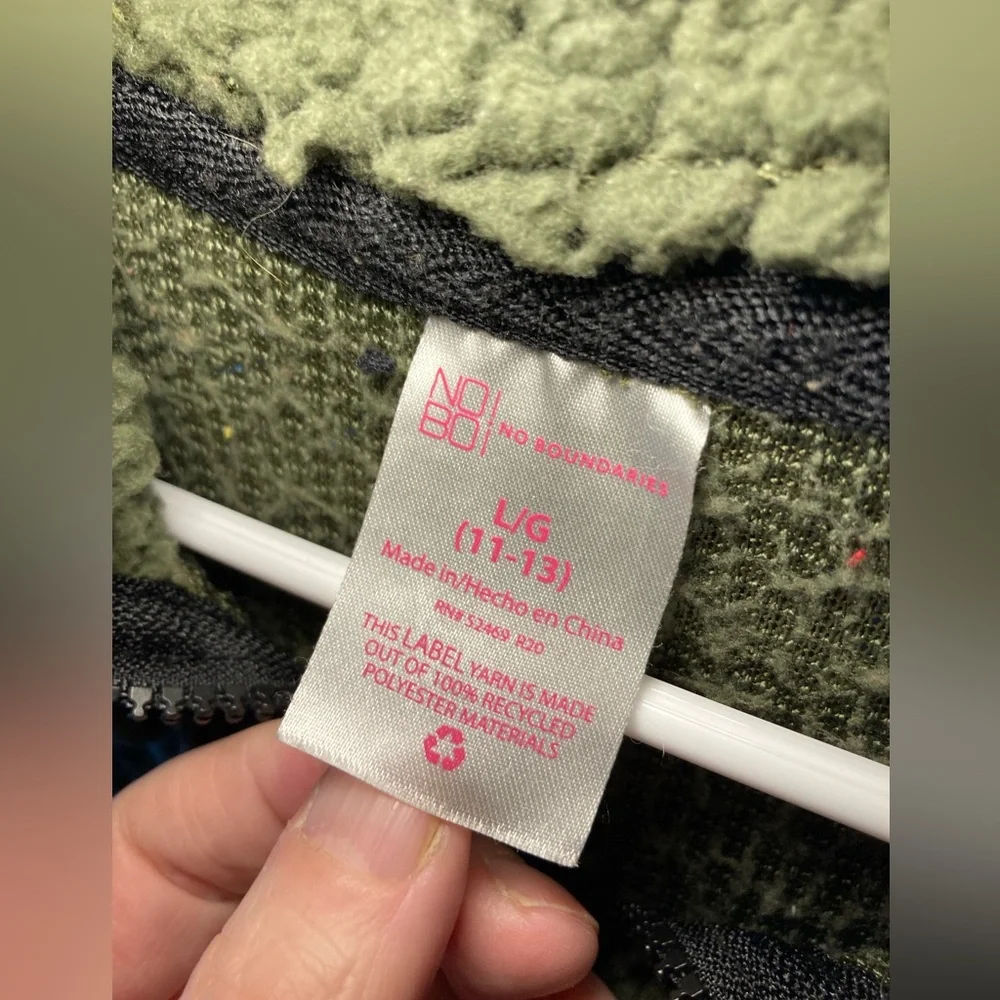 NO
BO
NO BOUNDARIES
L/G
(11-13)
Made in/Hecho en China
RN# 52469 R20
THIS LABEL YARN IS MADE
OUT OF 100% RECYCLED
POLYESTER MATERIALS